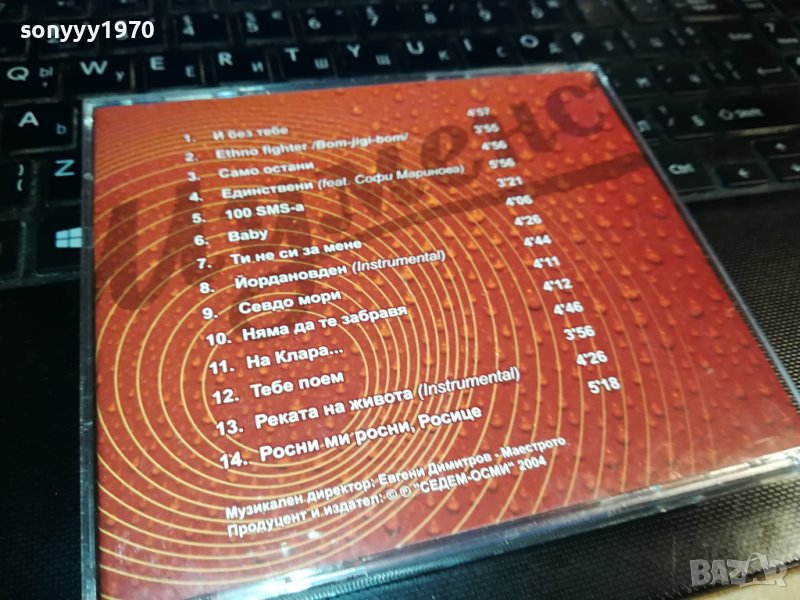 sonyyy1970
1. И без тебе 4'57
2. Ethno fighter /Bom-jigi-bom/ 3'55
3. Само остани 4'56
4. Единствени (feat. Софи Маринова) 5'56
5. 100 SMS-a 3'21
6. Baby 4'06
7. Ти не си за мене 4'26
8. Йордановден (Instrumental) 4'44
9. Севдо мори 4'11
10. Няма да те забравя 4'12
11. На Клара... 4'46
12. Тебе поем 3'56
13. Реката на живота (Instrumental) 4'26
14. Росни ми росни, Росице 5'18
Музикален директор: Евгени Димитров - Маестрото
Продуцент и издател: © ℗ "СЕДЕМ-ОСМИ" 2004
BAZAR